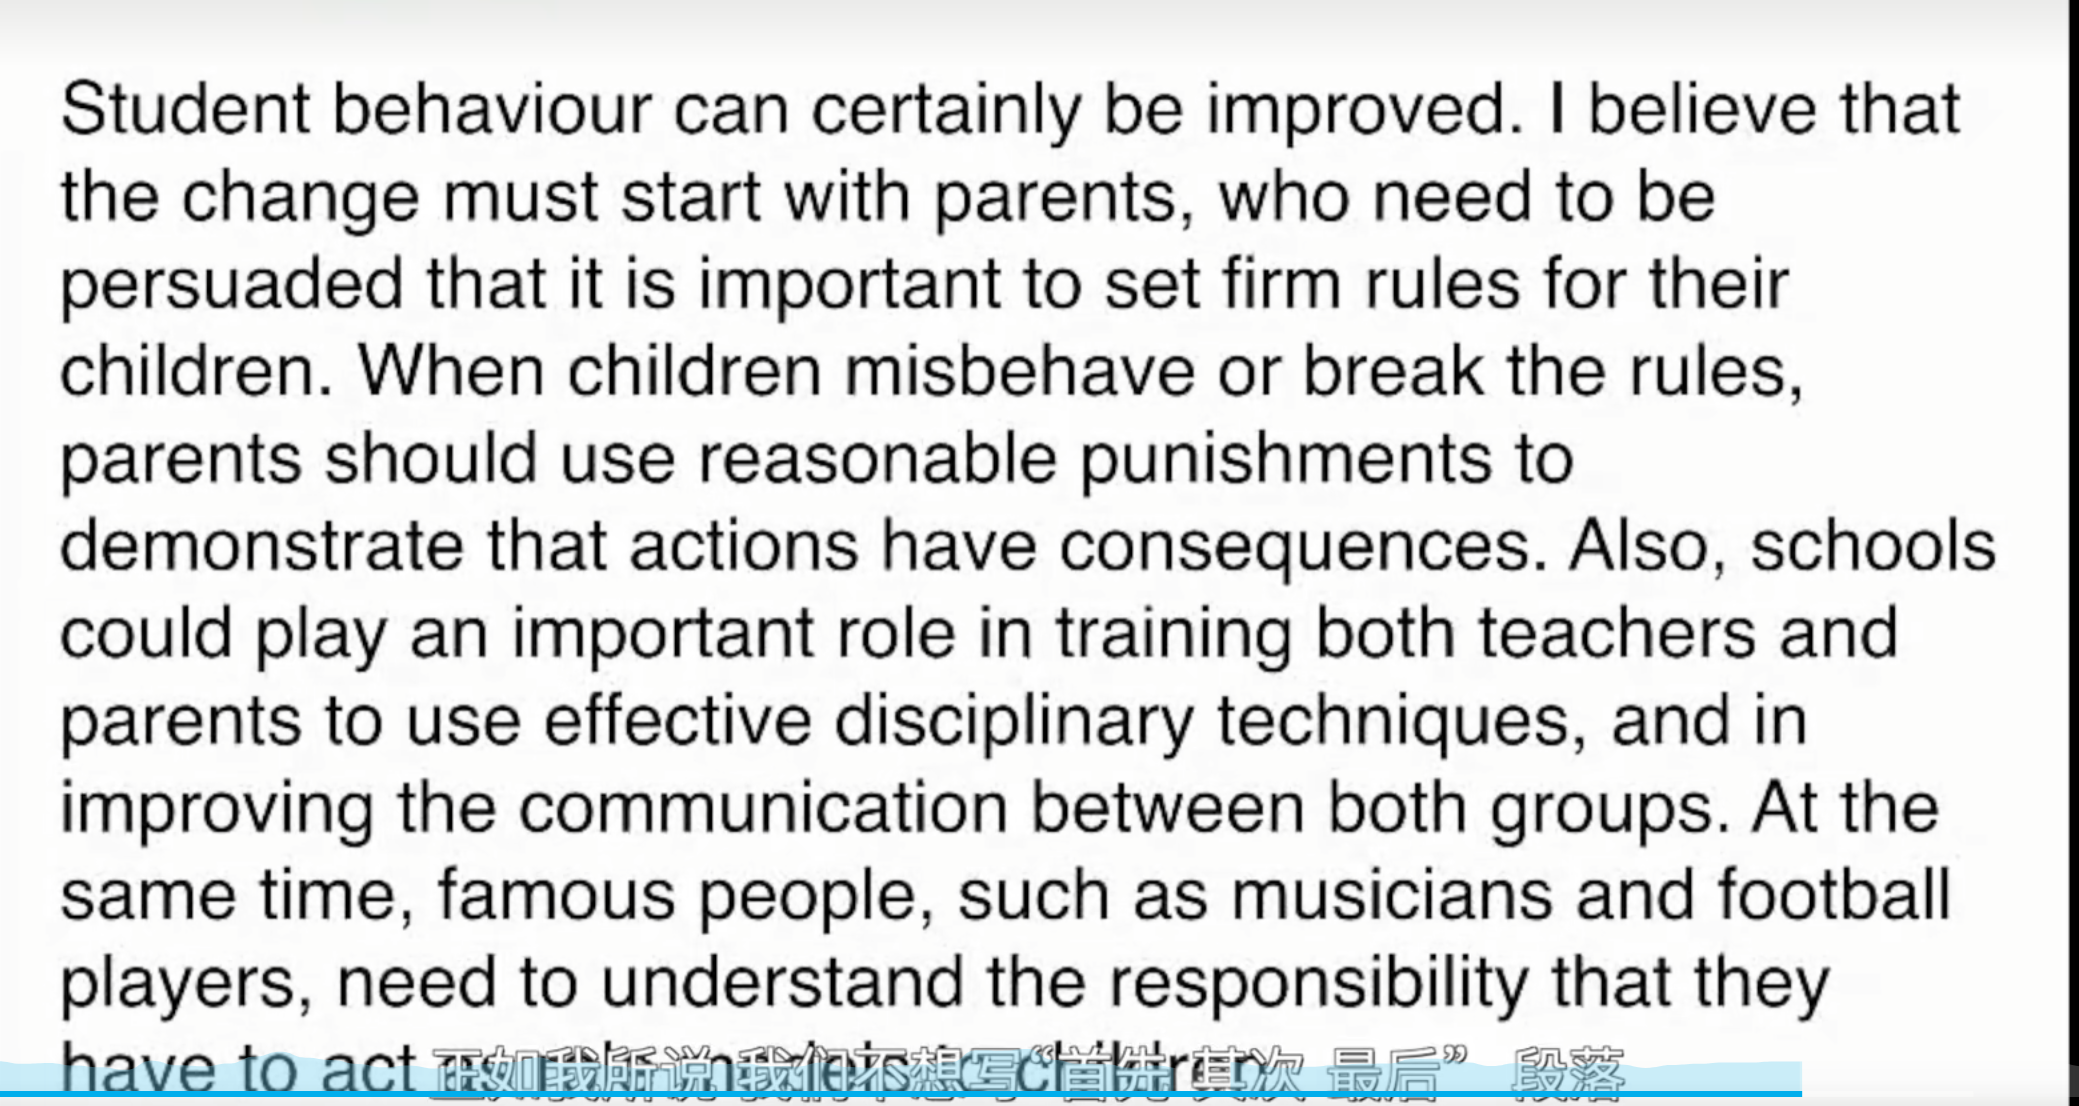 Student behaviour can certainly be improved. I believe that
the change must start with parents, who need to be
persuaded that it is important to set firm rules for their
children. When children misbehave or break the rules,
parents should use reasonable punishments to
demonstrate that actions have consequences. Also, schools
could play an important role in training both teachers and
parents to use effective disciplinary techniques, and in
improving the communication between both groups. At the
same time, famous people, such as musicians and football
players, need to understand the responsibility that they
have to act as role models to children.
正如我所说 我们不想写“首先 其次 最后” 段落